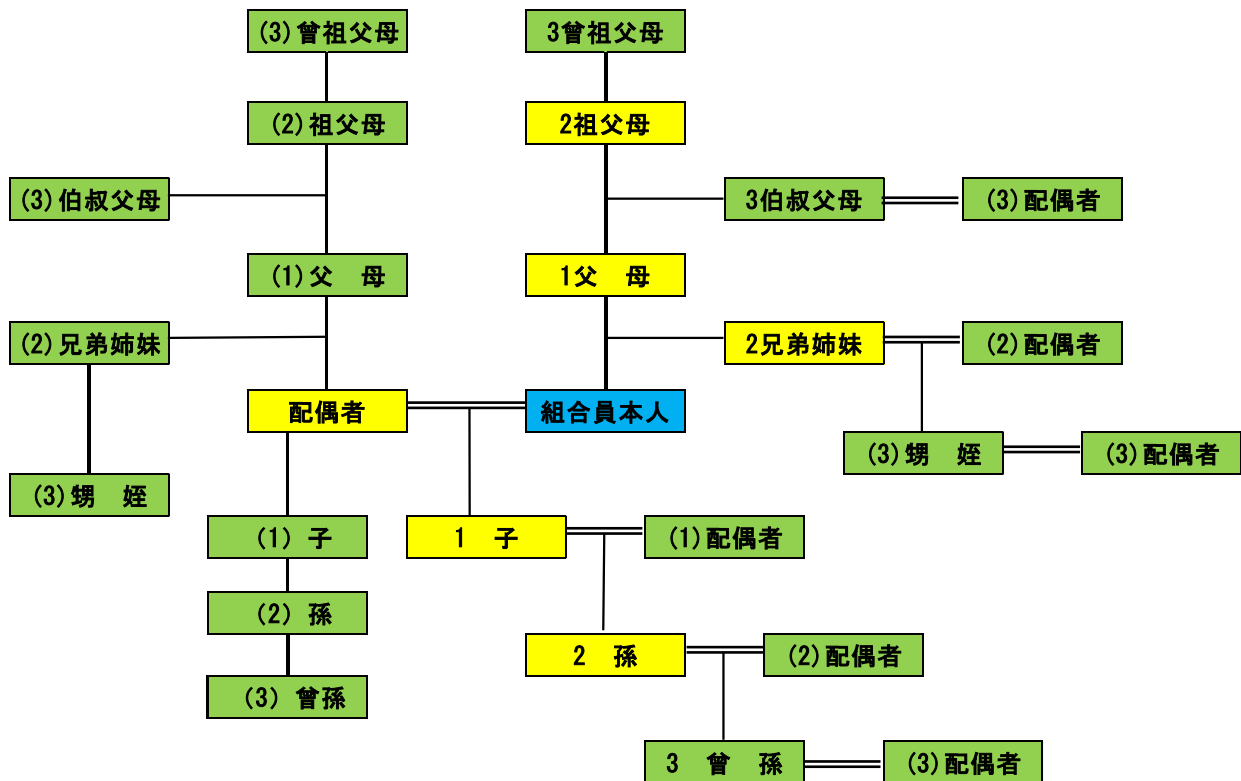 (3)曾祖父母
3曾祖父母
(2)祖父母
2祖父母
(3)伯叔父母
3伯叔父母
(3)配偶者
(1)父　母
1父　母
(2)兄弟姉妹
2兄弟姉妹
(2)配偶者
配偶者
組合員本人
(3)甥　姪
(3)配偶者
(3)甥　姪
(1) 子
1　子
(1)配偶者
(2) 孫
2　孫
(2)配偶者
(3) 曾孫
3　曾　孫
(3)配偶者